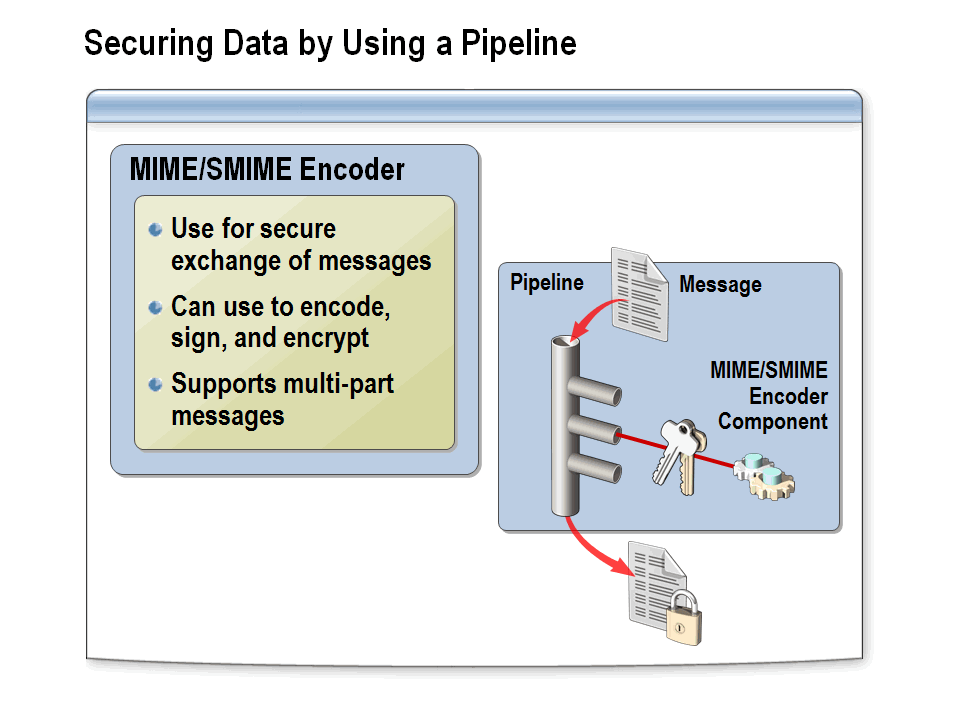 Securing Data by Using a Pipeline
MIME/SMIME Encoder
Use for secure
exchange of messages
Can use to encode,
sign, and encrypt
Supports multi-part
messages
Pipeline
Message
MIME/SMIME
Encoder
Component